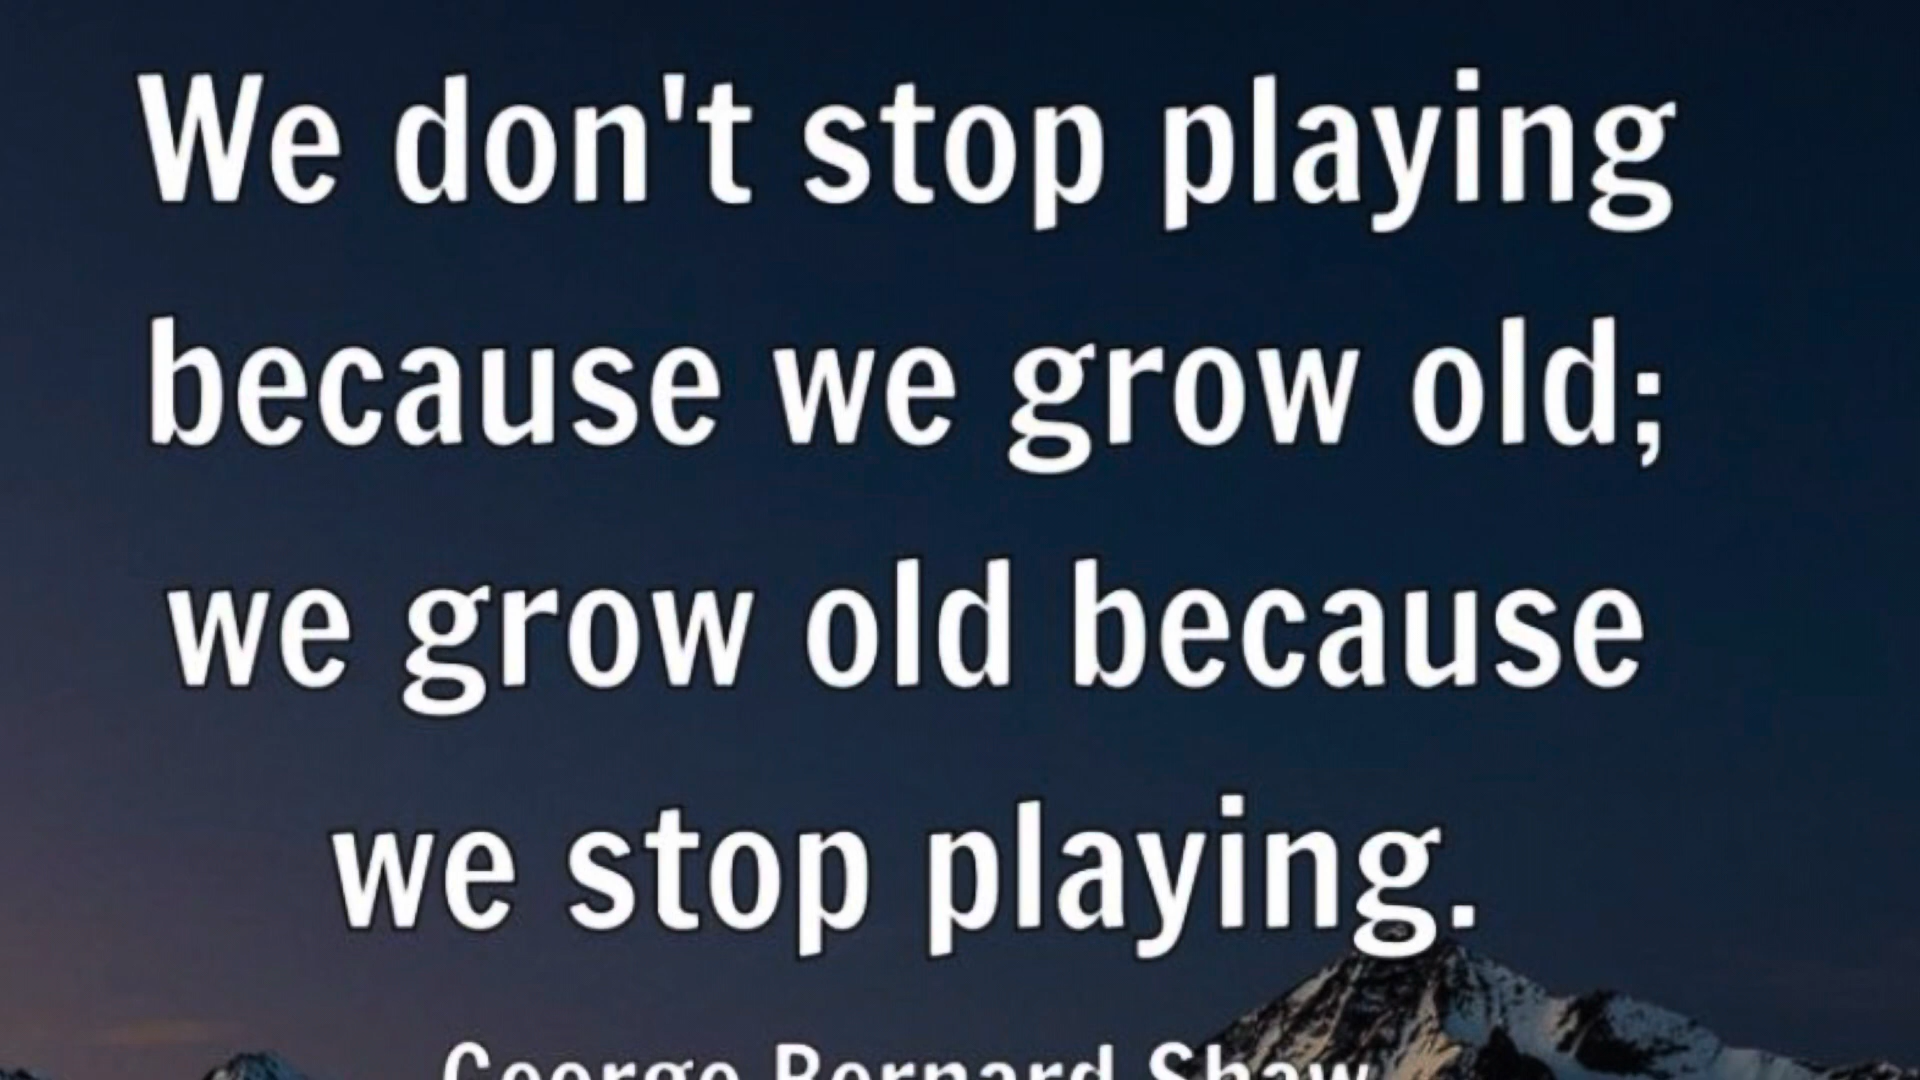 We don't stop playing
because we grow old;
we grow old because
we stop playing.
George Bernard Shaw